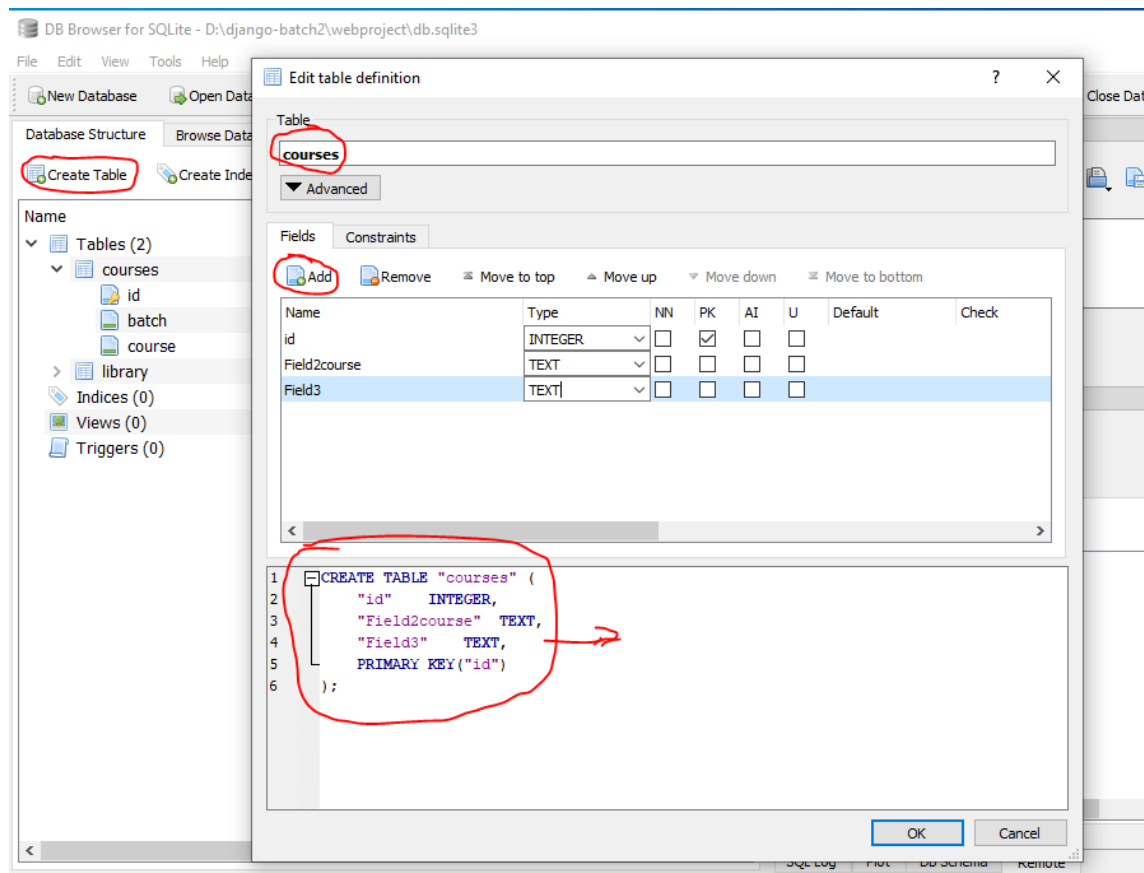 DB Browser for SQLite - D:\django-batch2\webproject\db.sqlite3
File Edit View Tools Help
New Database Open Data
Close Dat
Database Structure Browse Data
Create Table Create Inde
Name
Tables (2)
courses
id
batch
course
library
Indices (0)
Views (0)
Triggers (0)
Edit table definition ? X
Table
courses
Advanced
Fields Constraints
Add Remove Move to top Move up Move down Move to bottom
Name Type NN PK AI U Default Check
id INTEGER
Field2course TEXT
Field3 TEXT
1 CREATE TABLE "courses" (
2 "id" INTEGER,
3 "Field2course" TEXT,
4 "Field3" TEXT,
5 PRIMARY KEY("id")
6 );
OK Cancel
SQL Log Plot DB Schema Remote